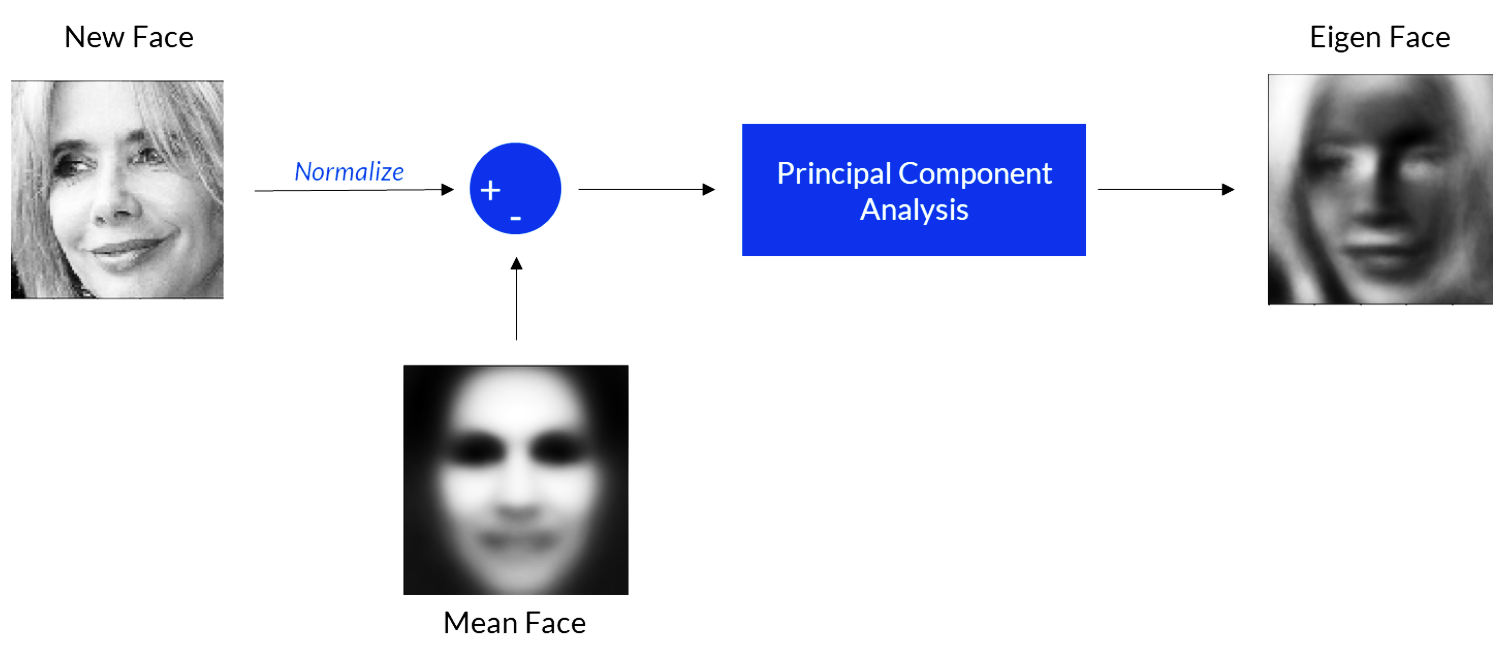 New Face
Eigen Face
Normalize
+
-
Principal Component
Analysis
Mean Face